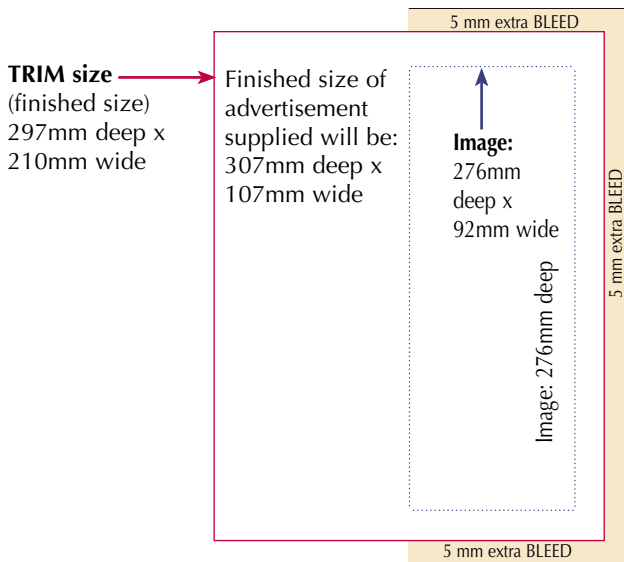 5 mm extra BLEED
TRIM size
(finished size)
297mm deep x
210mm wide
Finished size of
advertisement
supplied will be:
307mm deep x
107mm wide
Image:
276mm
deep x
92mm wide
Image: 276mm deep
5 mm extra BLEED
5 mm extra BLEED